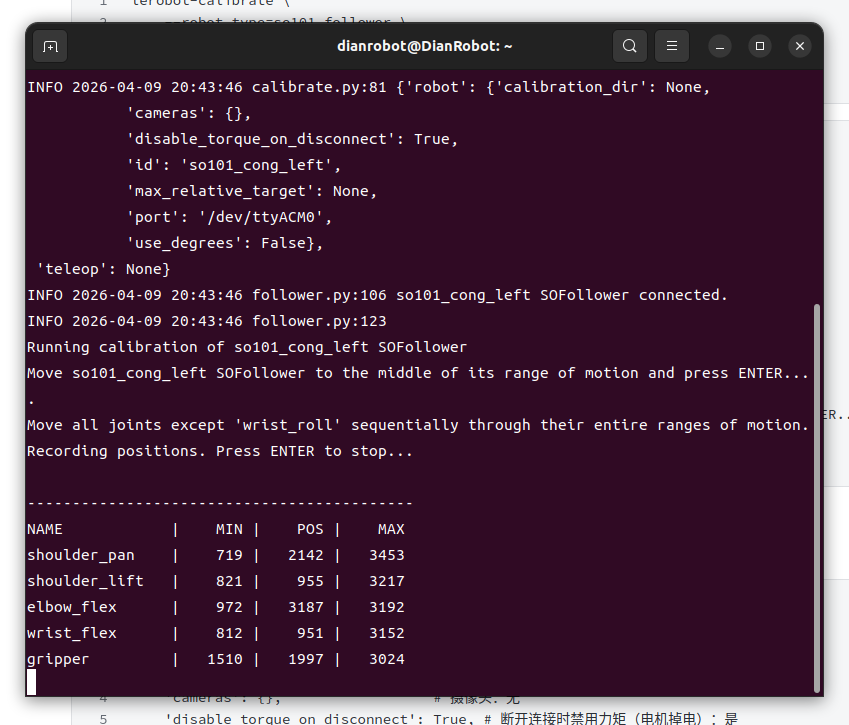 1 lerobot-calibrate \
2 --robot.type=so101_follower \
dianrobot@DianRobot: ~
INFO 2026-04-09 20:43:46 calibrate.py:81 {'robot': {'calibration_dir': None,
'cameras': {},
'disable_torque_on_disconnect': True,
'id': 'so101_cong_left',
'max_relative_target': None,
'port': '/dev/ttyACM0',
'use_degrees': False},
'teleop': None}
INFO 2026-04-09 20:43:46 follower.py:106 so101_cong_left SOFollower connected.
INFO 2026-04-09 20:43:46 follower.py:123
Running calibration of so101_cong_left SOFollower
Move so101_cong_left SOFollower to the middle of its range of motion and press ENTER...
.
ER..
Move all joints except 'wrist_roll' sequentially through their entire ranges of motion.
Recording positions. Press ENTER to stop...
-------------------------------------------
NAME | MIN | POS | MAX
shoulder_pan | 719 | 2142 | 3453
shoulder_lift | 821 | 955 | 3217
elbow_flex | 972 | 3187 | 3192
wrist_flex | 812 | 951 | 3152
gripper | 1510 | 1997 | 3024
4 'cameras': {}, # 摄像头：无
5 'disable_torque_on_disconnect': True, # 断开连接时禁用力矩（电机掉电）：是